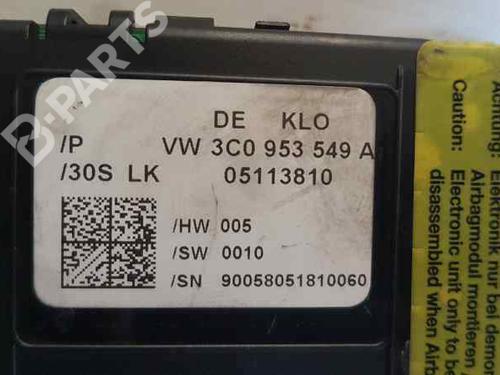 DE KLO
/P VW 3C0 953 549 A
/30S LK 05113810
/HW 005
/SW 0010
/SN 90058051810060
B-PARTS
Achtung:
Elektronik nur bei demon
Airbagmodul montieren
Caution:
Electronic unit only to be
disassembled when Airb